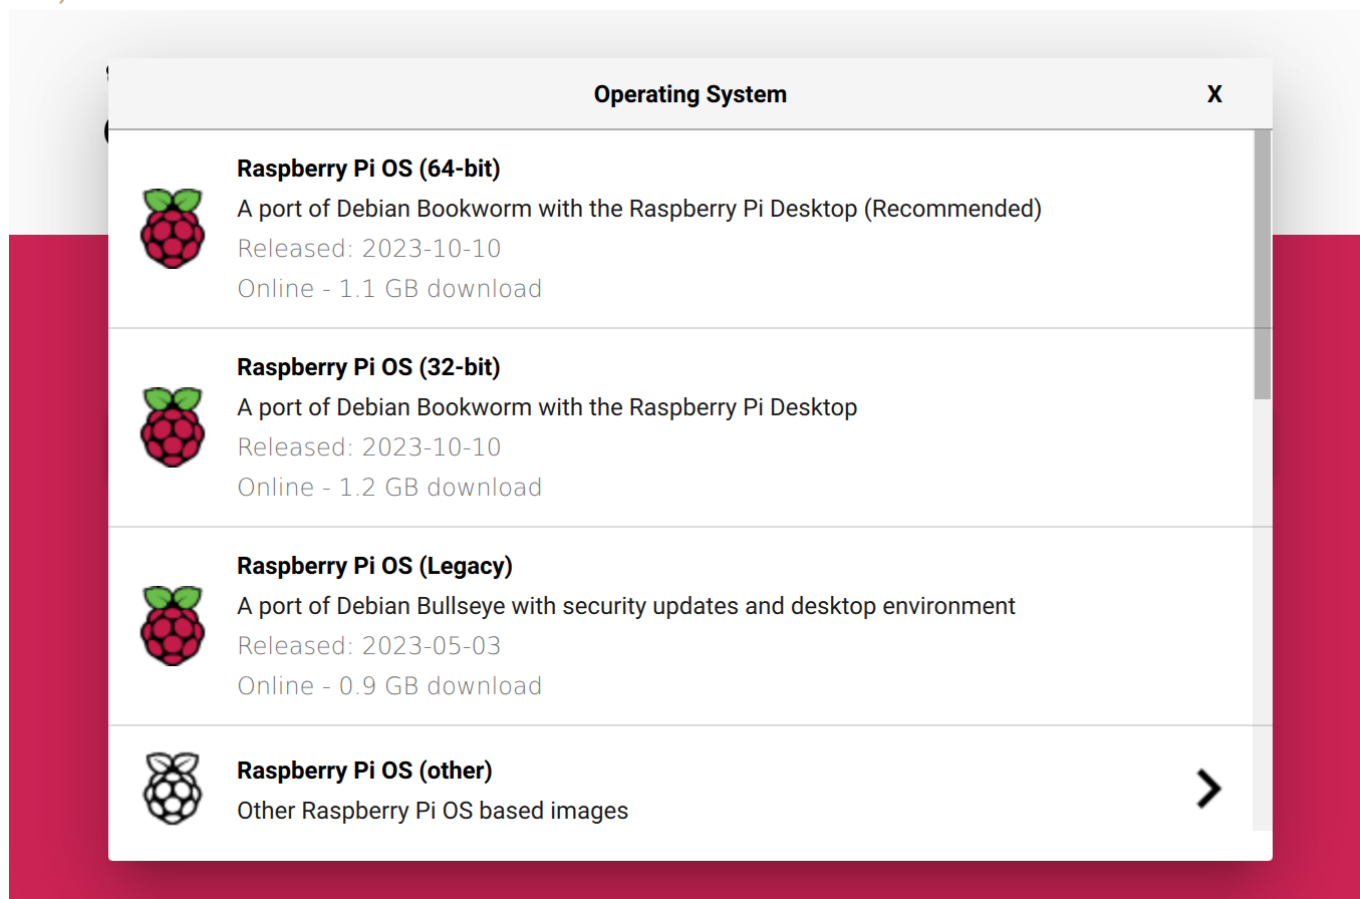 Operating System
X
Raspberry Pi OS (64-bit)
A port of Debian Bookworm with the Raspberry Pi Desktop (Recommended)
Released: 2023-10-10
Online - 1.1 GB download
Raspberry Pi OS (32-bit)
A port of Debian Bookworm with the Raspberry Pi Desktop
Released: 2023-10-10
Online - 1.2 GB download
Raspberry Pi OS (Legacy)
A port of Debian Bullseye with security updates and desktop environment
Released: 2023-05-03
Online - 0.9 GB download
Raspberry Pi OS (other)
Other Raspberry Pi OS based images